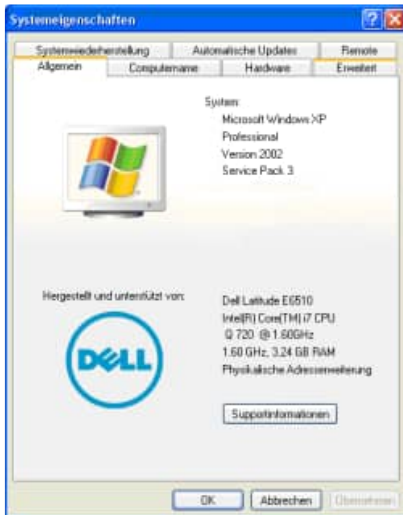 Systemeigenschaften
Systemwiederherstellung Automatische Updates Remote
Allgemein Computername Hardware Erweitert
System:
Microsoft Windows XP
Professional
Version 2002
Service Pack 3
Hergestellt und unterstützt von:
DELL
Dell Latitude E6510
Intel(R) Core(TM) i7 CPU
Q 720 @ 1.60GHz
1.60 GHz, 3,24 GB RAM
Physikalische Adresserweiterung
Supportinformationen
OK Abbrechen Übernehmen